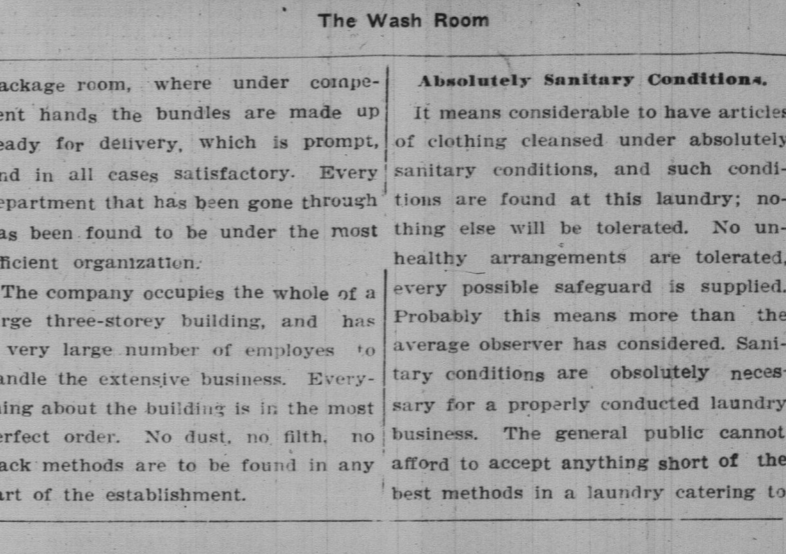 The Wash Room
ackage room, where under compe-
ent hands the bundles are made up
eady for delivery, which is prompt,
nd in all cases satisfactory. Every
epartment that has been gone through
as been found to be under the most
fficient organization.
The company occupies the whole of a
rge three-storey building, and has
very large number of employes to
andle the extensive business. Every-
ing about the building is in the most
erfect order. No dust, no filth, no
ack methods are to be found in any
art of the establishment.
Absolutely Sanitary Conditions.
It means considerable to have articles
of clothing cleansed under absolutely
sanitary conditions, and such condi-
tions are found at this laundry; no-
thing else will be tolerated. No un-
healthy arrangements are tolerated,
every possible safeguard is supplied.
Probably this means more than the
average observer has considered. Sani-
tary conditions are absolutely neces-
sary for a properly conducted laundry
business. The general public cannot
afford to accept anything short of the
best methods in a laundry catering to